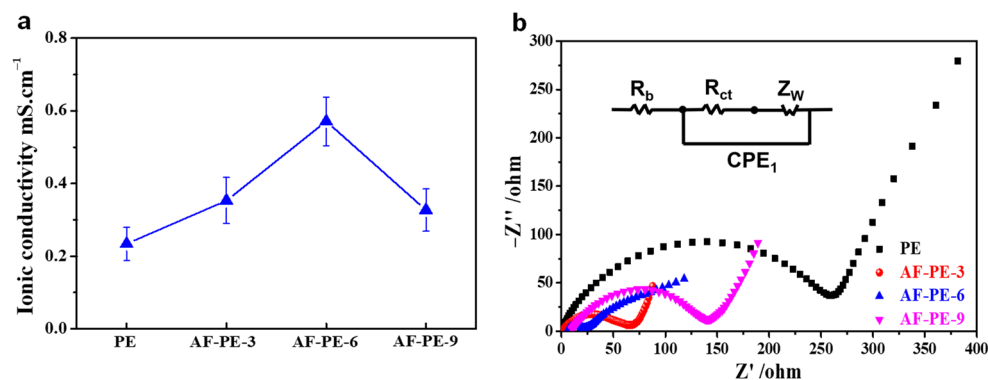 a
Ionic conductivity mS.cm⁻¹
0.8
0.6
0.4
0.2
0.0
PE AF-PE-3 AF-PE-6 AF-PE-9
b
−Z'' /ohm
300
250
200
150
100
50
0
R_b R_ct Z_W
CPE₁
PE
AF-PE-3
AF-PE-6
AF-PE-9
0 50 100 150 200 250 300 350 400
Z' /ohm